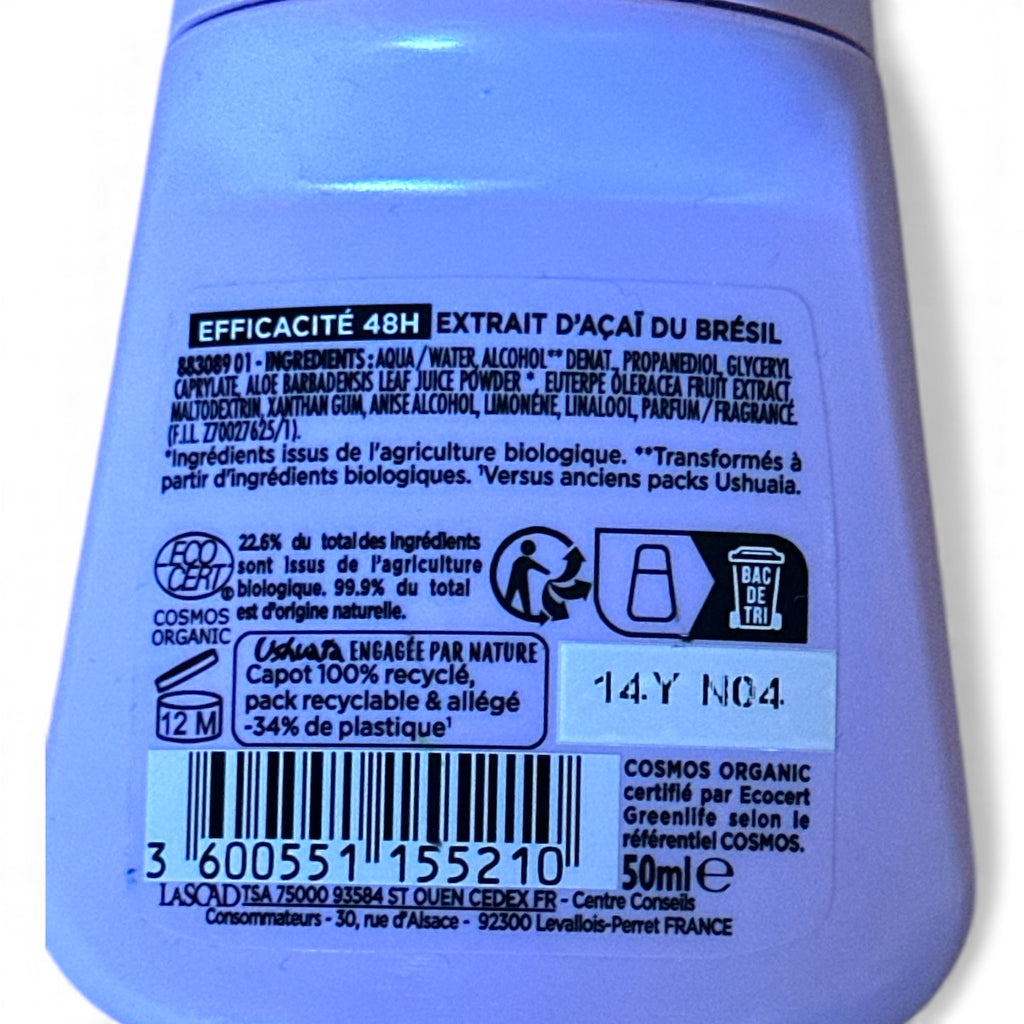 EFFICACITÉ 48H EXTRAIT D'AÇAÏ DU BRÉSIL
883089 01 - INGREDIENTS : AQUA / WATER, ALCOHOL** DENAT., PROPANEDIOL, GLYCERYL
CAPRYLATE, ALOE BARBADENSIS LEAF JUICE POWDER *, EUTERPE OLERACEA FRUIT EXTRACT,
MALTODEXTRIN, XANTHAN GUM, ANISE ALCOHOL, LIMONENE, LINALOOL, PARFUM / FRAGRANCE.
(F.I.L. Z70027625/1).
*Ingrédients issus de l'agriculture biologique. **Transformés à
partir d'ingrédients biologiques. ¹Versus anciens packs Ushuaia.
ECO
CERT®
COSMOS
ORGANIC
22.6% du total des ingrédients
sont issus de l'agriculture
biologique. 99.9% du total
est d'origine naturelle.
BAC
DE
TRI
12 M
Ushuaïa ENGAGÉE PAR NATURE
Capot 100% recyclé,
pack recyclable & allégé
-34% de plastique¹
14.Y N04
3 600551 155210
COSMOS ORGANIC
certifié par Ecocert
Greenlife selon le
référentiel COSMOS.
50ml ℮
LASCAD TSA 75000 93584 ST OUEN CEDEX FR - Centre Conseils
Consommateurs - 30, rue d'Alsace - 92300 Levallois-Perret FRANCE